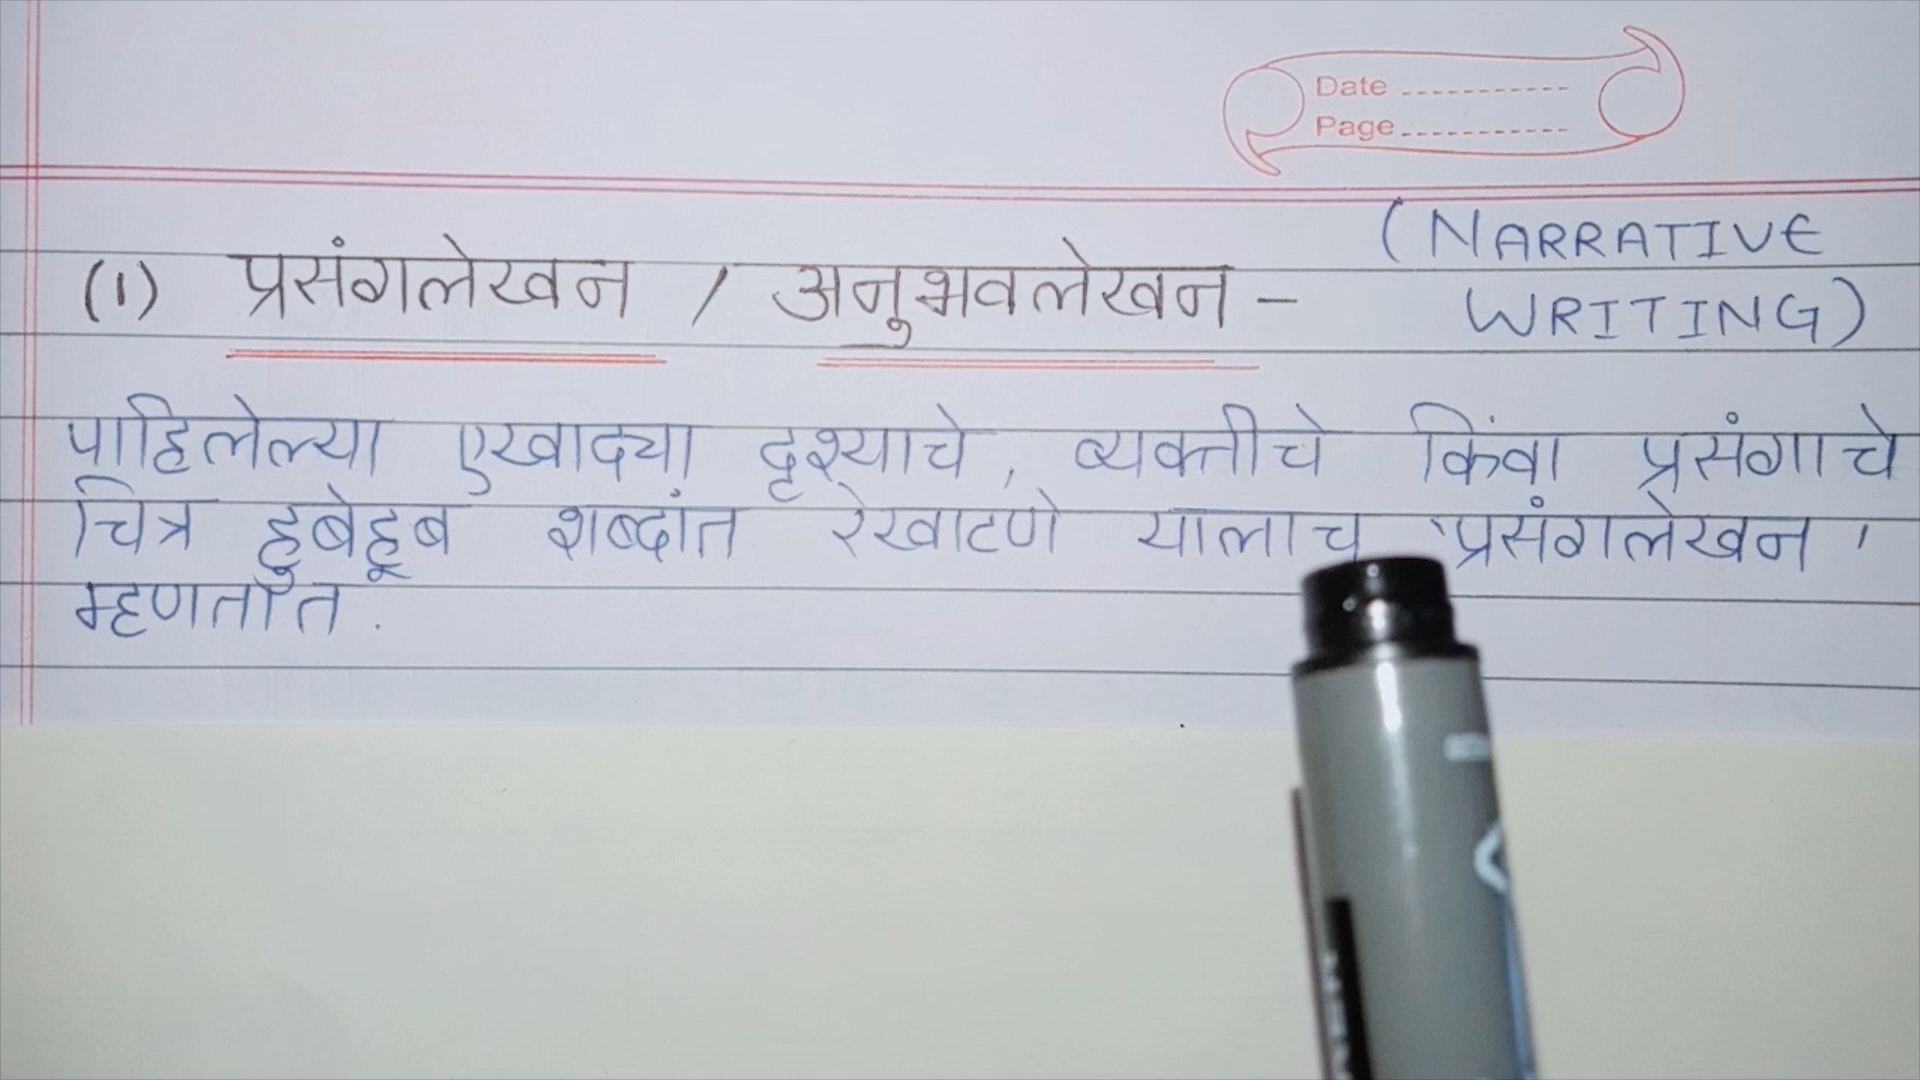 Date
Page
(1) प्रसंगलेखन / अनुभवलेखन - (NARRATIVE
WRITING)
पाहिलेल्या एखाद्या दृश्याचे, व्यक्तीचे किंवा प्रसंगाचे
चित्र हुबेहूब शब्दांत रेखाटणे यालाच 'प्रसंगलेखन'
म्हणतात.